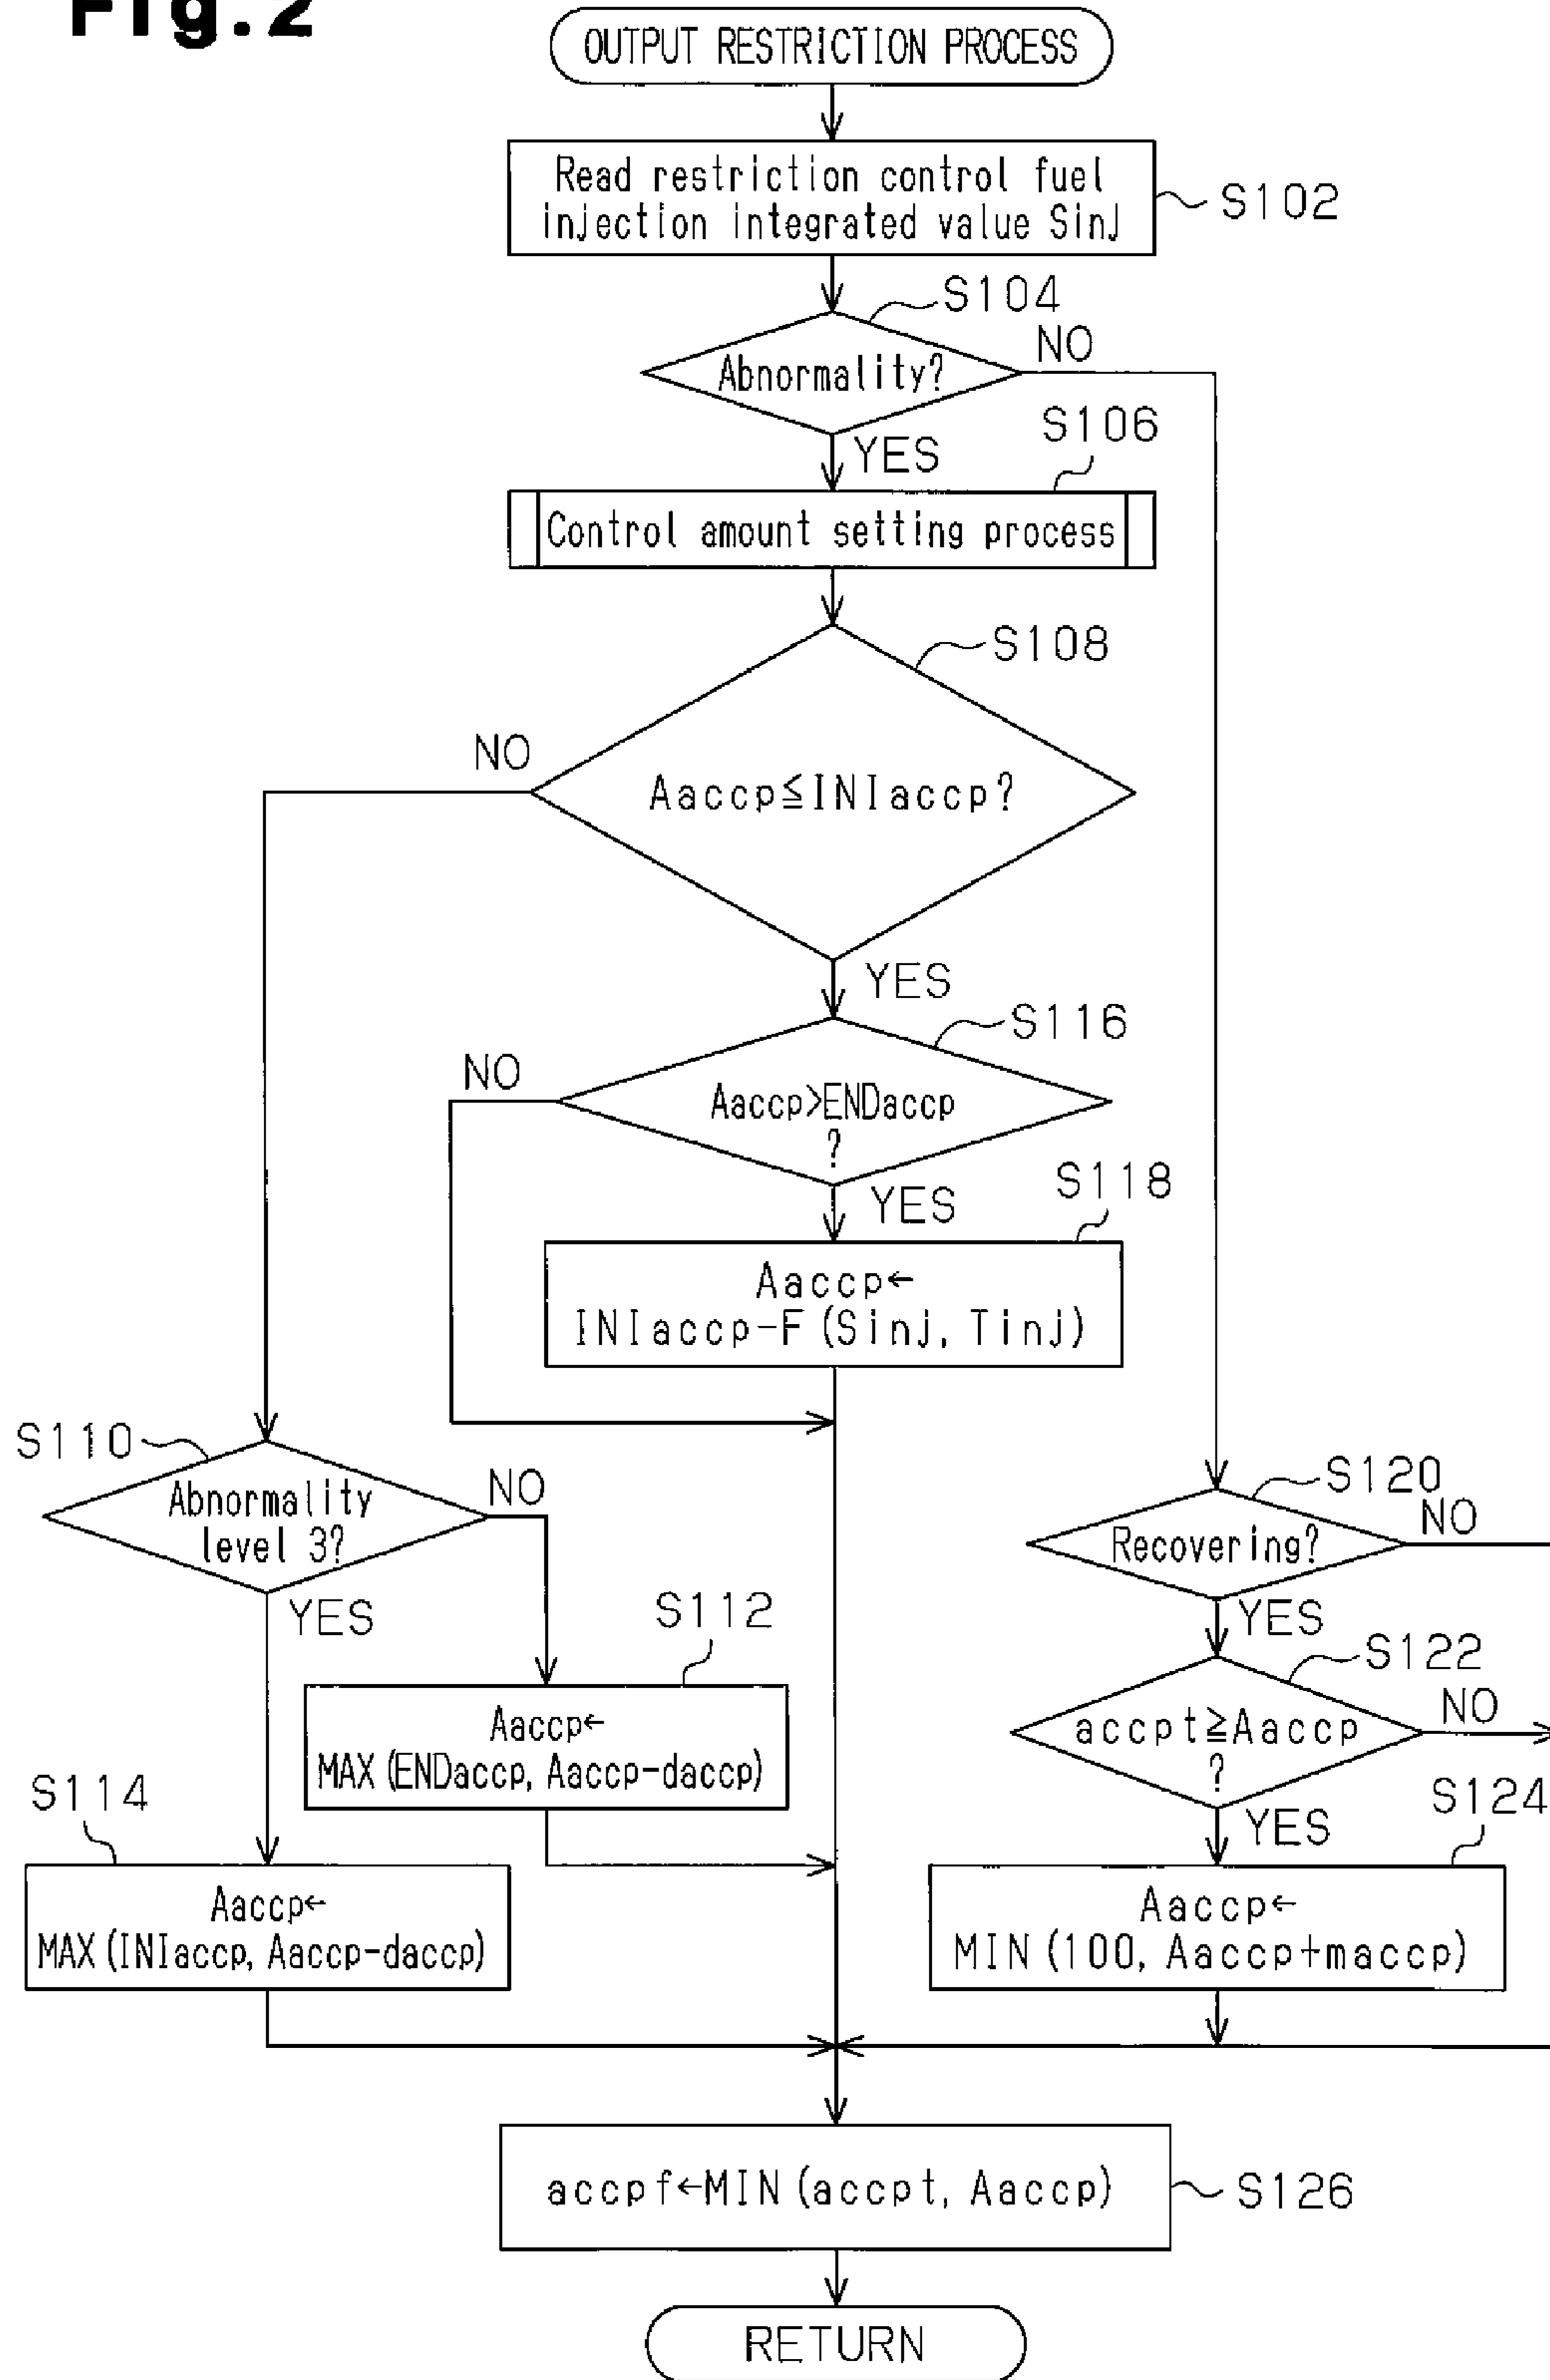 Fig.2
OUTPUT RESTRICTION PROCESS
Read restriction control fuel
injection integrated value Sinj
S102
S104
Abnormality?
NO
YES
S106
Control amount setting process
S108
NO
Aaccp≦INIaccp?
YES
S116
NO
Aaccp>ENDaccp
?
YES
S118
Aaccp←
INIaccp-F(Sinj, Tinj)
S110
Abnormality
level 3?
NO
YES
S112
Aaccp←
MAX(ENDaccp, Aaccp-daccp)
S114
Aaccp←
MAX(INIaccp, Aaccp-daccp)
S120
Recovering?
NO
YES
S122
accpt≧Aaccp
?
NO
YES
S124
Aaccp←
MIN(100, Aaccp+maccp)
accpf←MIN(accpt, Aaccp)
S126
RETURN